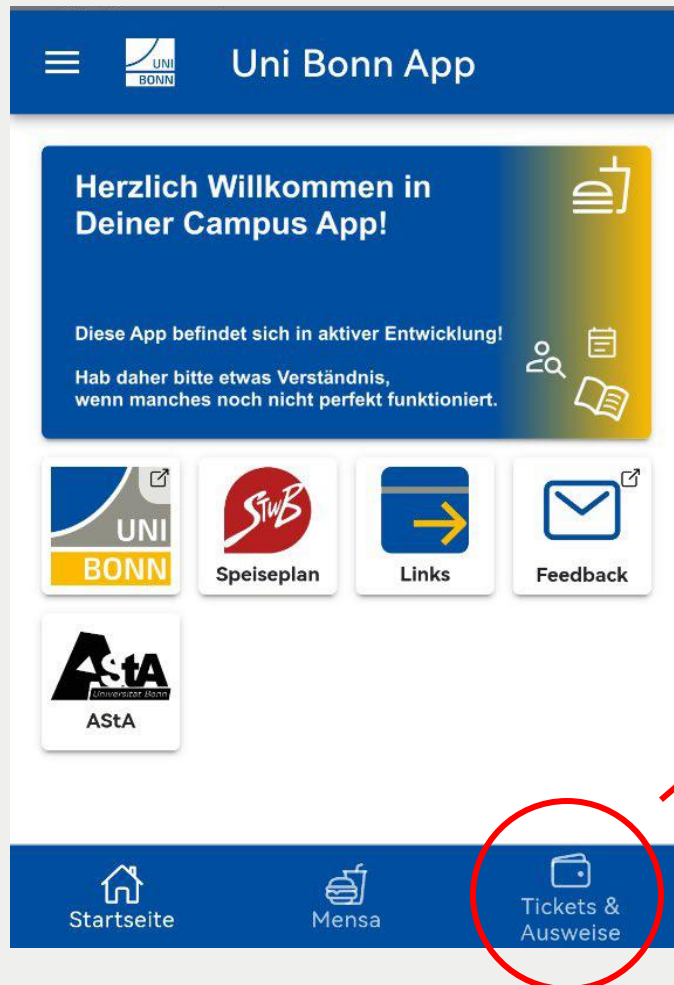 UNI
BONN
Uni Bonn App
Herzlich Willkommen in
Deiner Campus App!
Diese App befindet sich in aktiver Entwicklung!
Hab daher bitte etwas Verständnis,
wenn manches noch nicht perfekt funktioniert.
UNI
BONN
STWB
Speiseplan
Links
Feedback
AStA
Universität Bonn
AStA
Startseite
Mensa
Tickets &
Ausweise